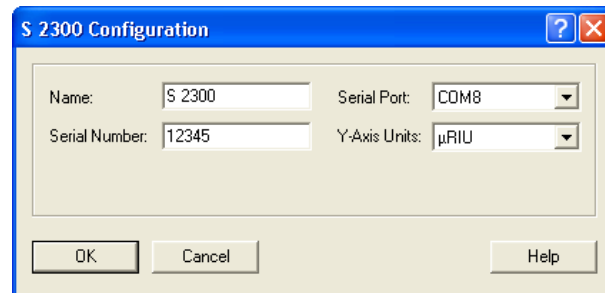 S 2300 Configuration
Name: S 2300 Serial Port: COM8
Serial Number: 12345 Y-Axis Units: µRIU
OK Cancel Help